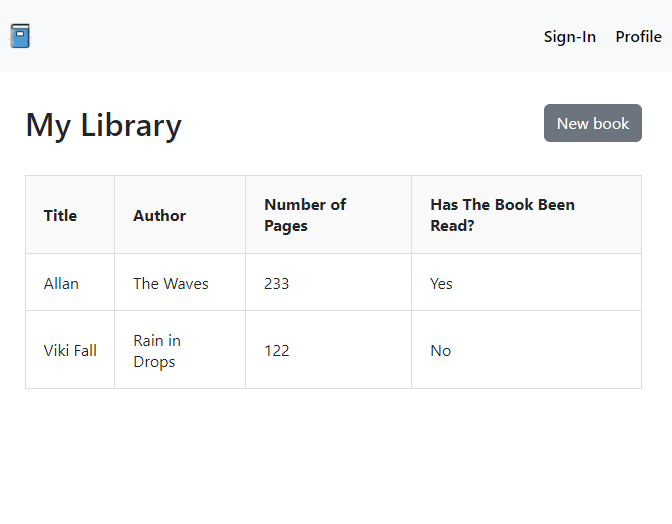 Sign-In Profile
My Library
New book
Title Author Number of Pages Has The Book Been Read?
Allan The Waves 233 Yes
Viki Fall Rain in Drops 122 No